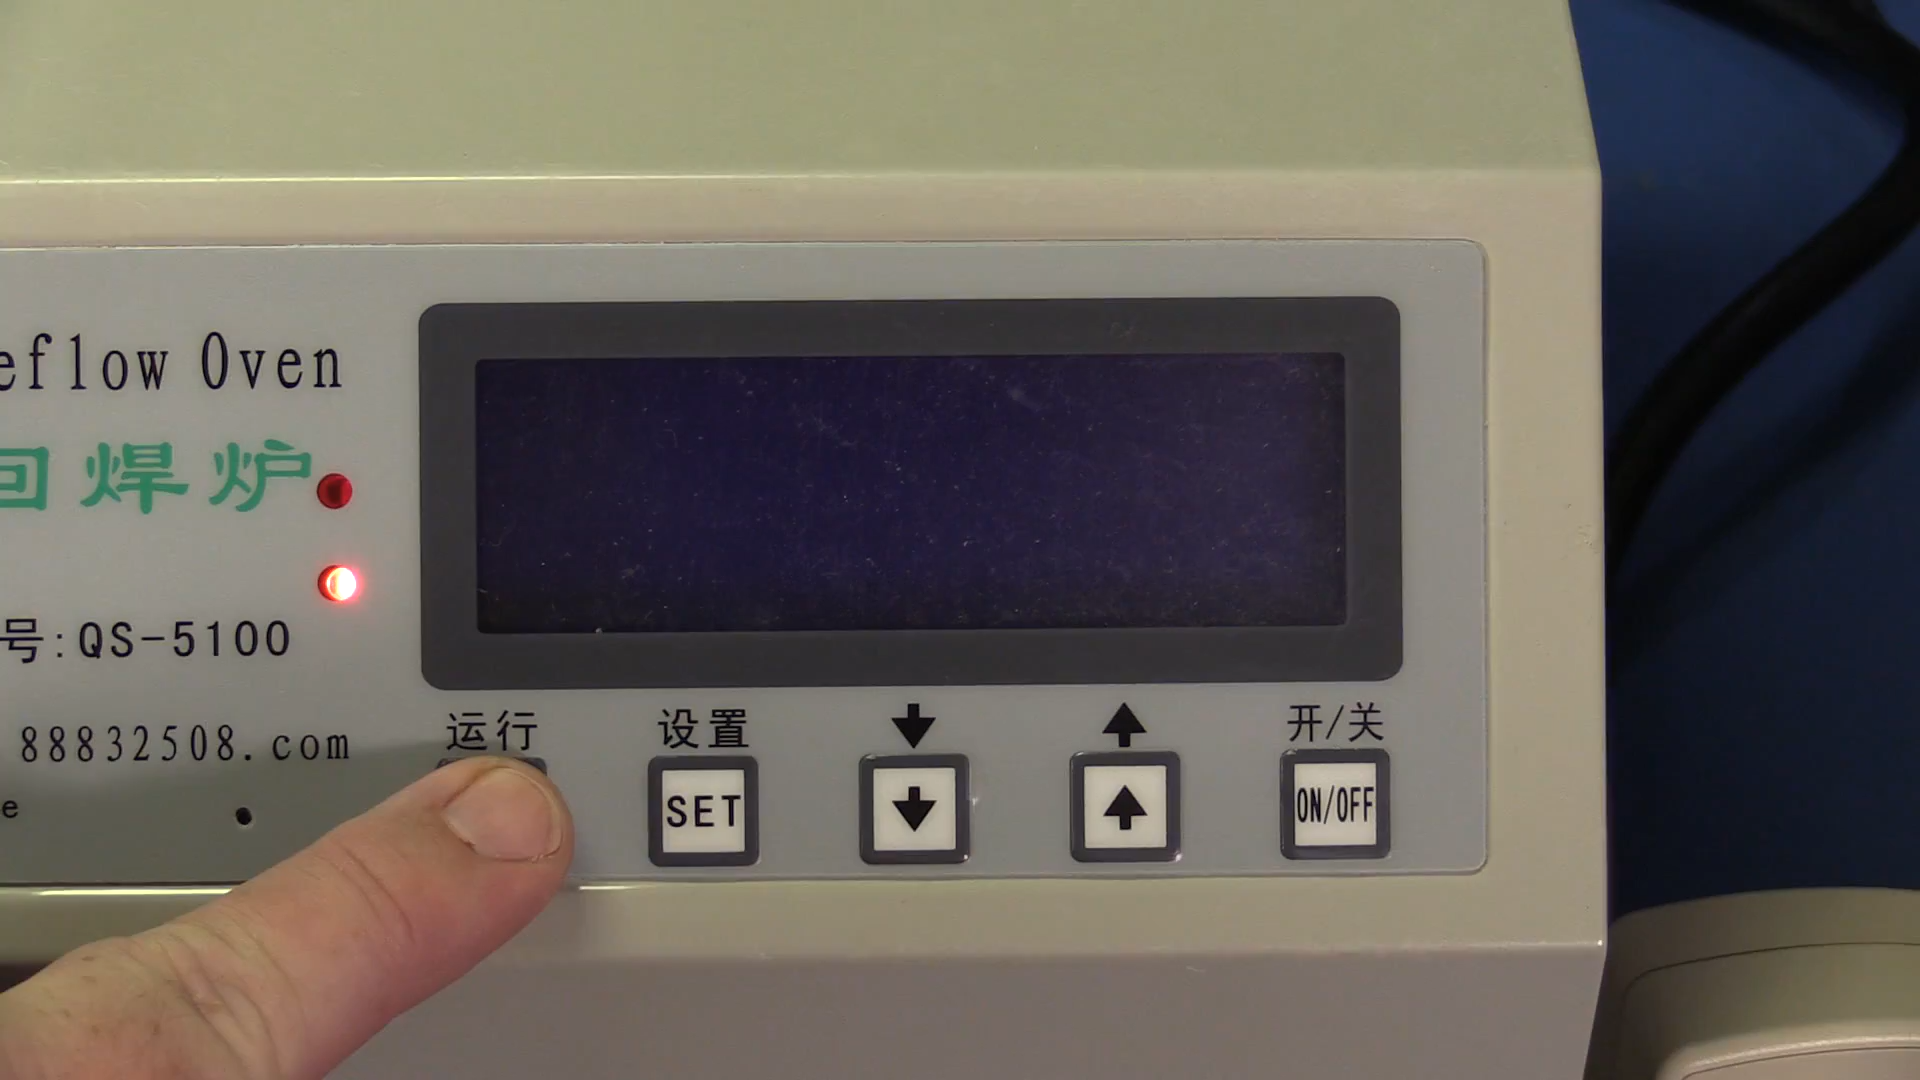 eflow Oven
回焊炉
号:QS-5100
88832508.com
e
运行 设置 ↓ ↑ 开/关
SET ↓ ↑ ON/OFF